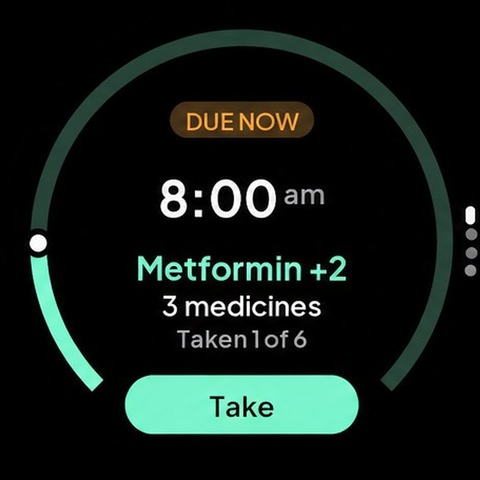 DUE NOW
8:00 am
Metformin +2
3 medicines
Taken 1 of 6
Take